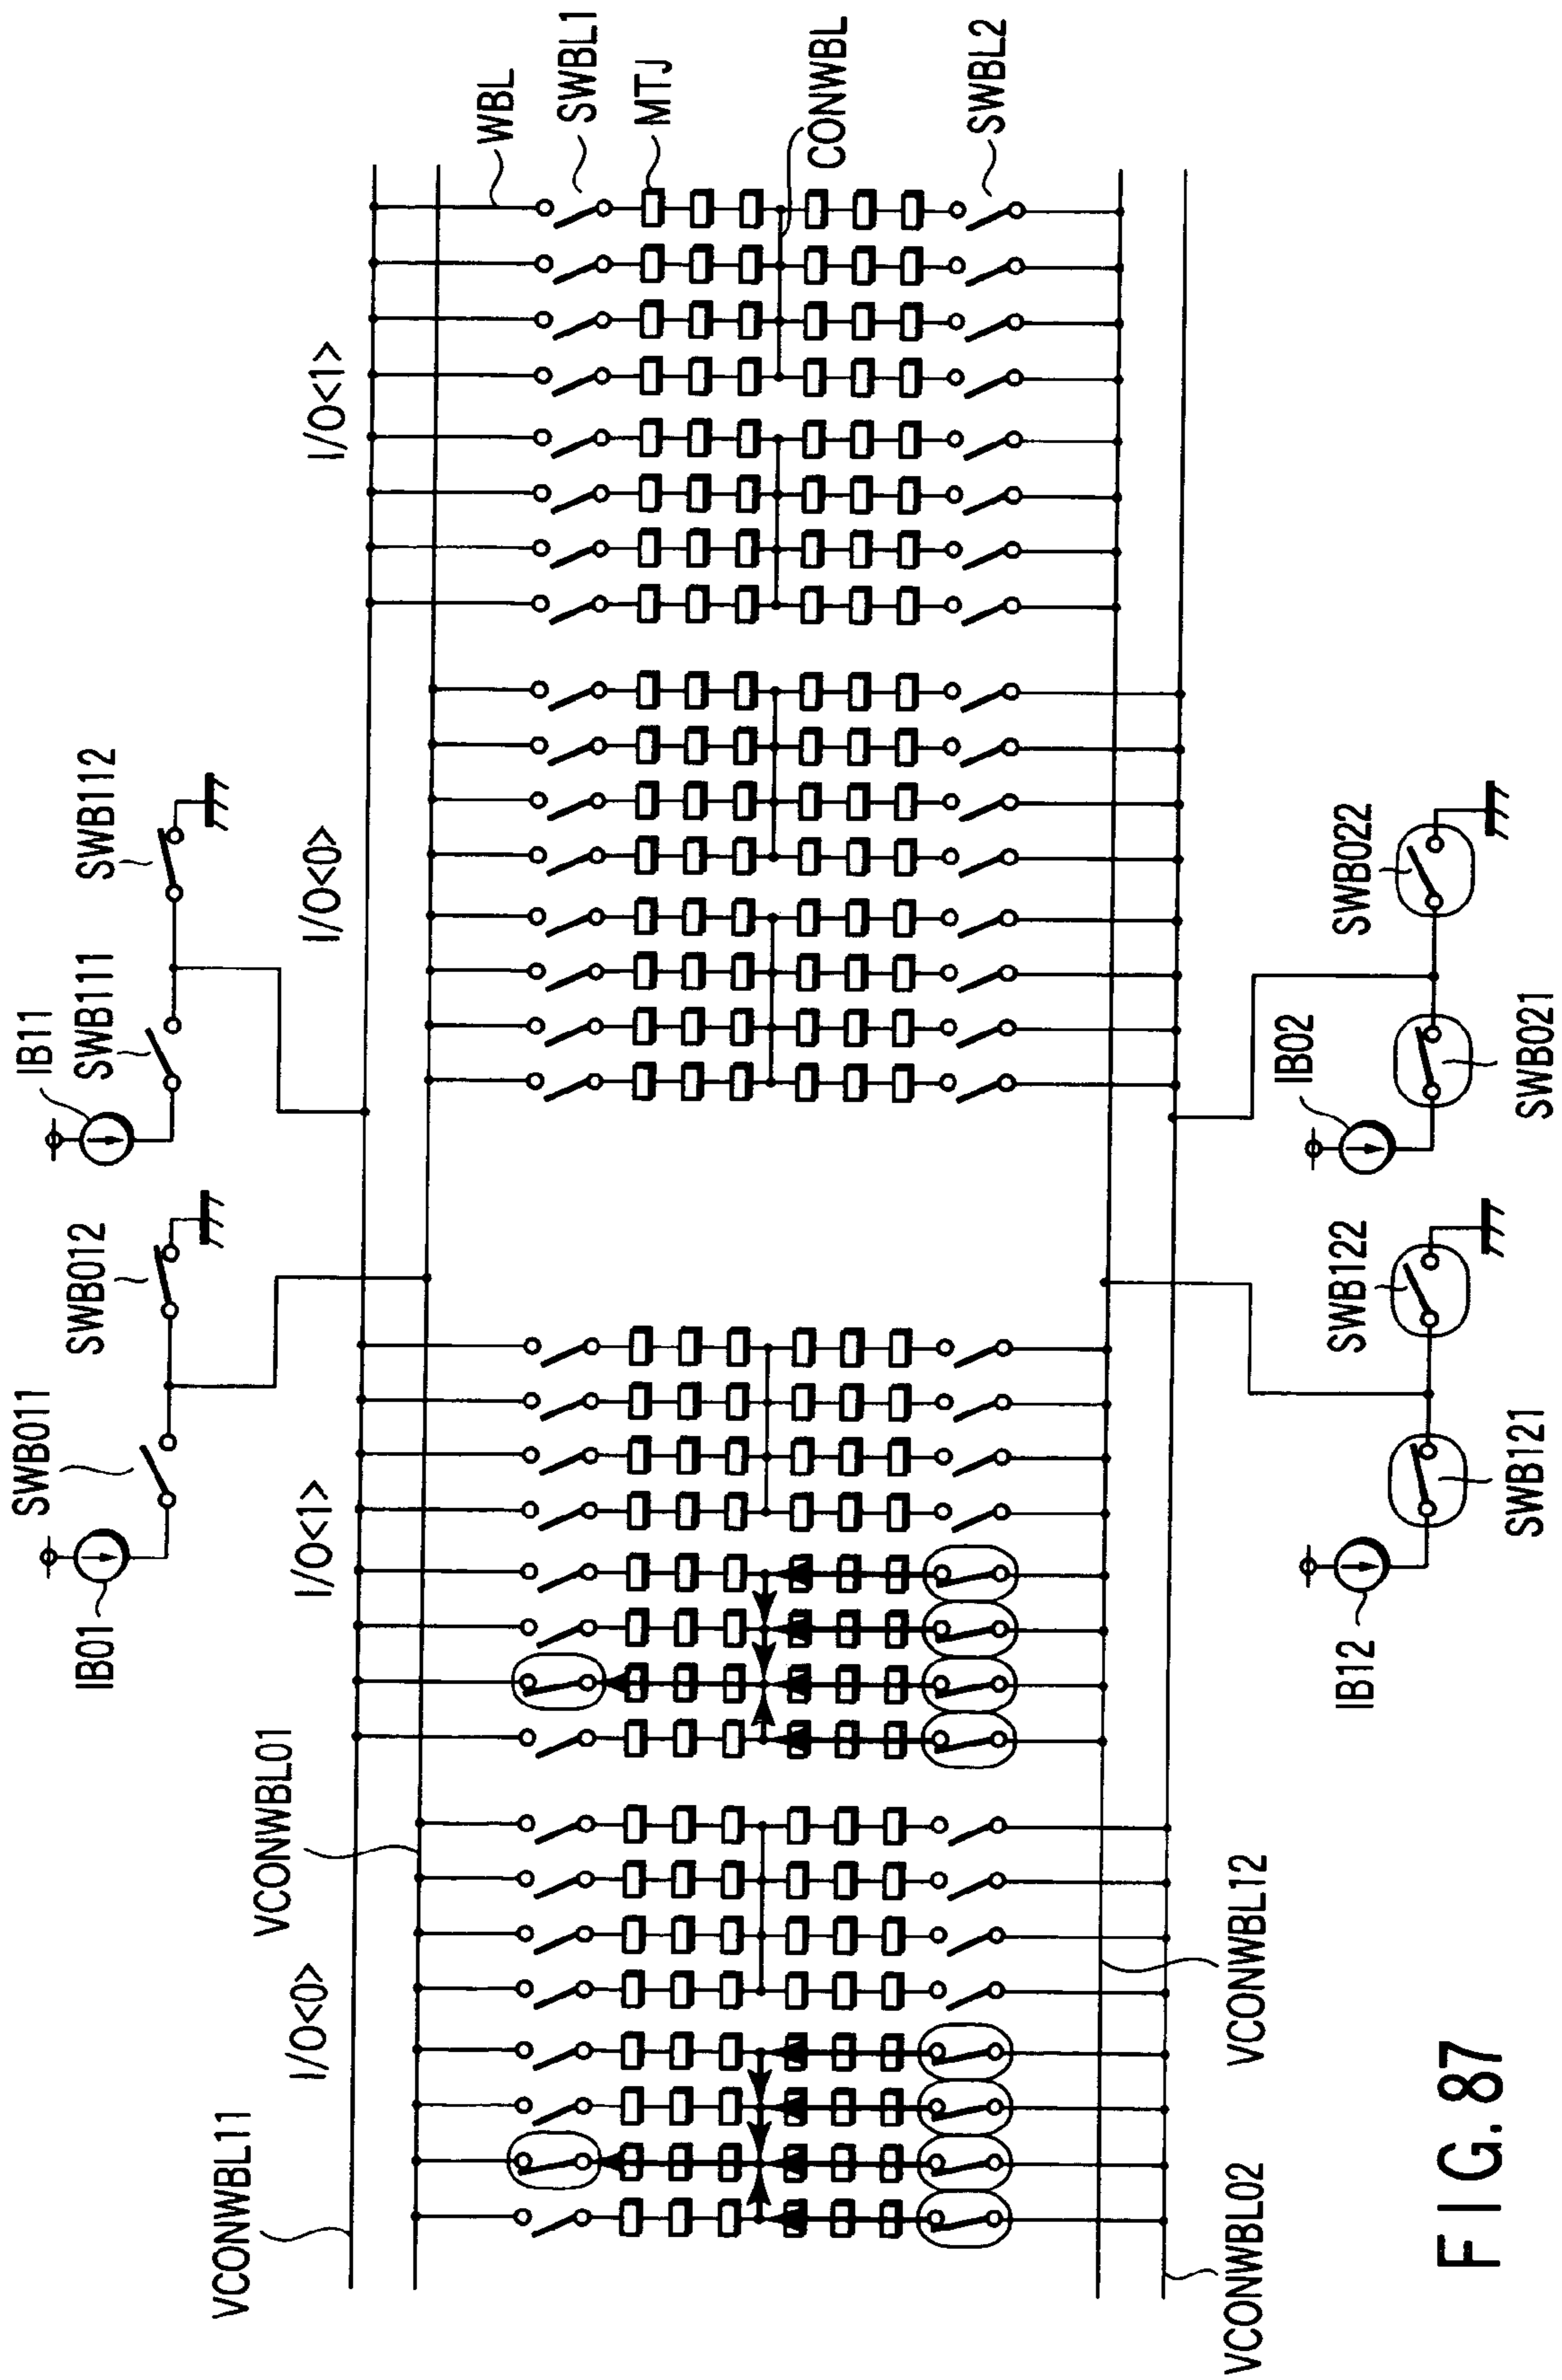 SWB011
SWB012
IB11
SWB111
SWB112
IB01
VCONWBL11
VCONWBL01
I/O<0>
I/O<1>
I/O<0>
I/O<1>
WBL
SWBL1
MTJ
CONWBL
SWBL2
VCONWBL02
VCONWBL12
IB12
SWB122
IB02
SWB022
SWB121
SWB021
FIG. 87